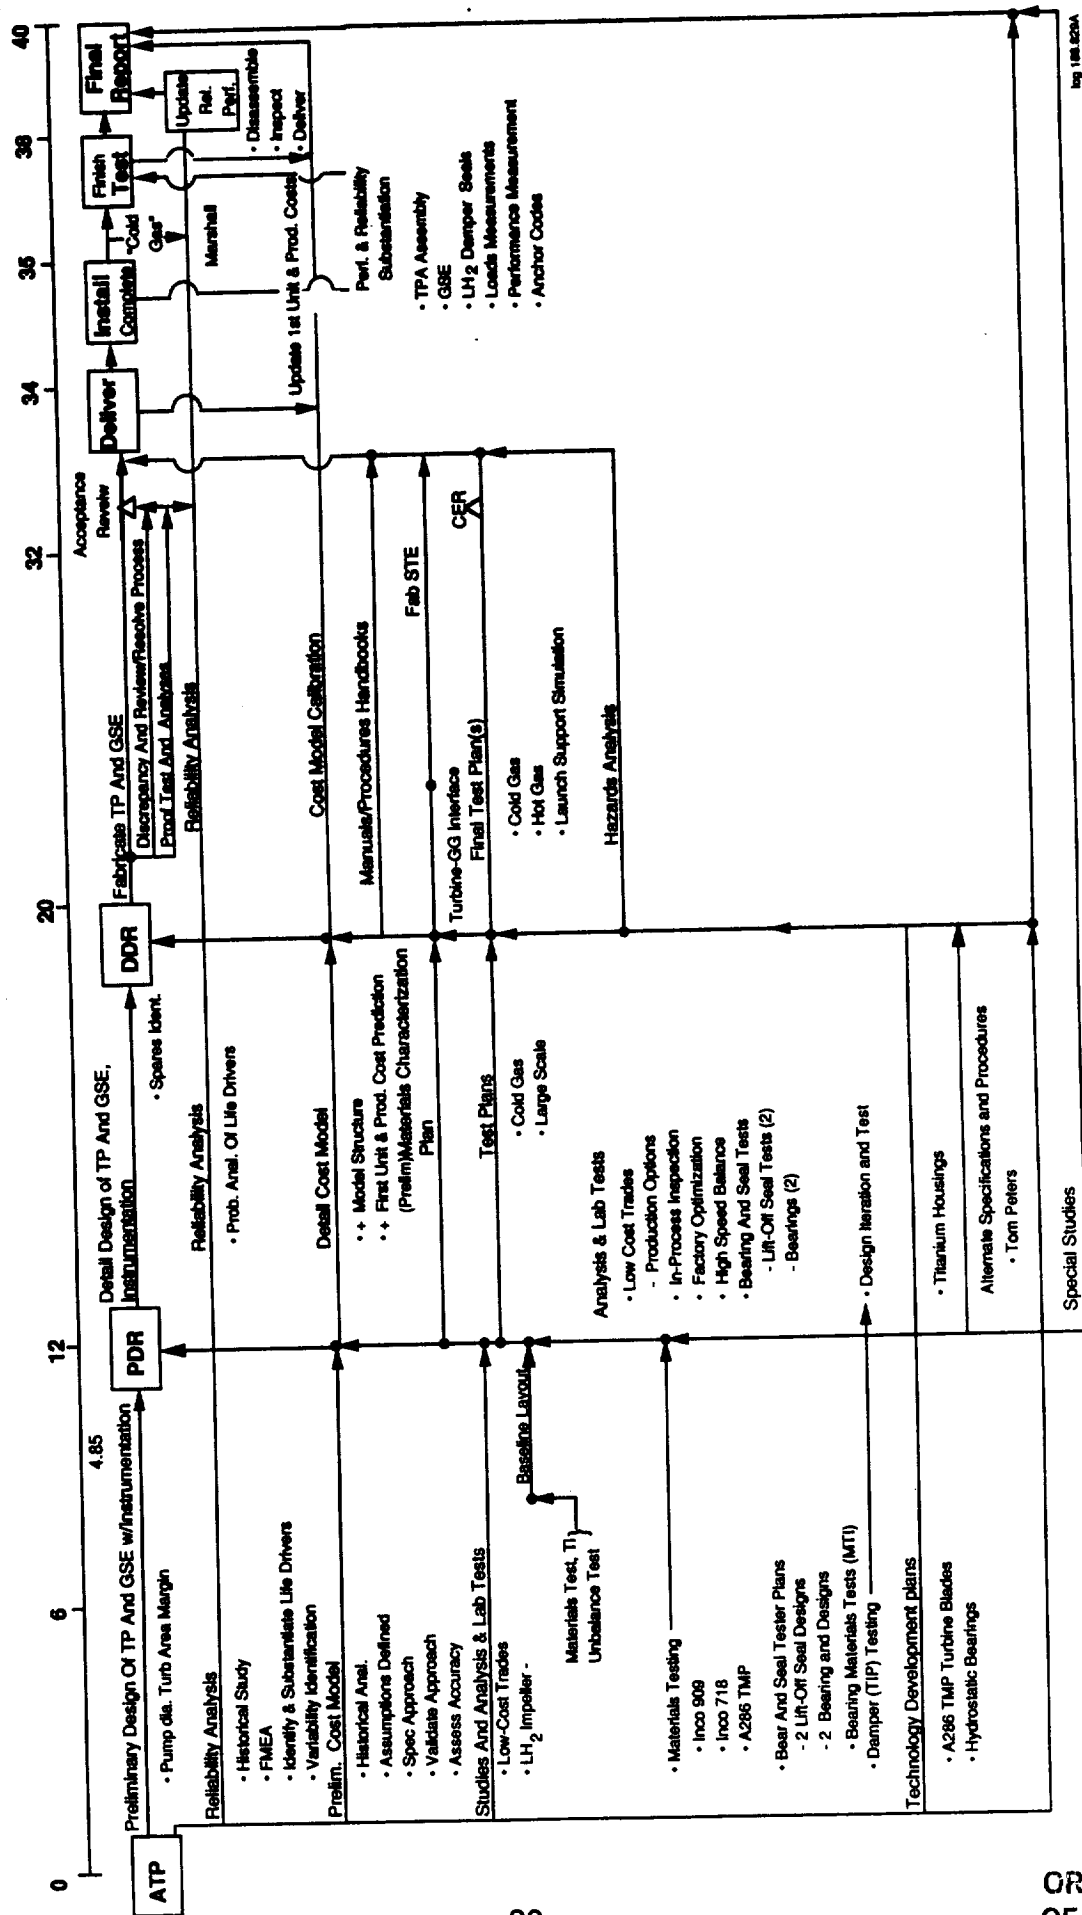 0
6
12
20
32
34
35
38
40
4.85
ATP
Preliminary Design Of TP And GSE w/Instrumentation
• Pump dia. Turb Area Margin
PDR
Detail Design of TP And GSE,
Instrumentation
• Spares Ident.
DDR
Fabricate TP And GSE
Discrepancy And Review/Resolve Process
Proof Test And Analyses
Acceptance
Reveiw
Deliver
Install
Complete
"Cold
Gas"
Finish
Test
Final
Report
Update
Rel.
Perf.
• Disassemble
• Inspect
• Deliver
Marshall
Reliability Analysis
• Historical Study
• FMEA
• Identify & Substantiate Life Drivers
• Variability Identification
Reliability Analysis
• Prob. Anal. Of Life Drivers
Reliability Analysis
Update 1st Unit & Prod. Costs
Perf. & Reliability
Substantiation
• TPA Assembly
• GSE
• LH2 Damper Seals
• Loads Measurements
• Performance Measurement
• Anchor Codes
Prelim. Cost Model
• Historical Anal.
• Assumptions Defined
• Spec Approach
• Validate Approach
• Assess Accuracy
Detail Cost Model
• + Model Structure
• + First Unit & Prod. Cost Prediction
(Prelim)Materials Characterization
Plan
Cost Model Calibration
Manuals/Procedures Handbooks
Fab STE
Turbine-GG Interface
Final Test Plan(s)
CER
• Cold Gas
• Hot Gas
• Launch Support Simulation
Hazards Analysis
Studies And Analysis & Lab Tests
• Low-Cost Trades
• LH2 Impeller -
Baseline Layout
Materials Test, Ti
Unbalance Test
Test Plans
• Cold Gas
• Large Scale
Analysis & Lab Tests
• Low Cost Trades
- Production Options
• In-Process Inspection
• Factory Optimization
• High Speed Balance
• Bearing And Seal Tests
- Lift-Off Seal Tests (2)
- Bearings (2)
• Materials Testing
• Inco 909
• Inco 718
• A286 TMP
• Bear And Seal Tester Plans
- 2 Lift-Off Seal Designs
- 2 Bearing and Designs
• Bearing Materials Tests (MTI)
• Damper (TIP) Testing
• Design Iteration and Test
Technology Development plans
• A286 TMP Turbine Blades
• Hydrostatic Bearings
• Titanium Housings
Alternate Specifications and Procedures
• Tom Peters
Special Studies
log 188.829A